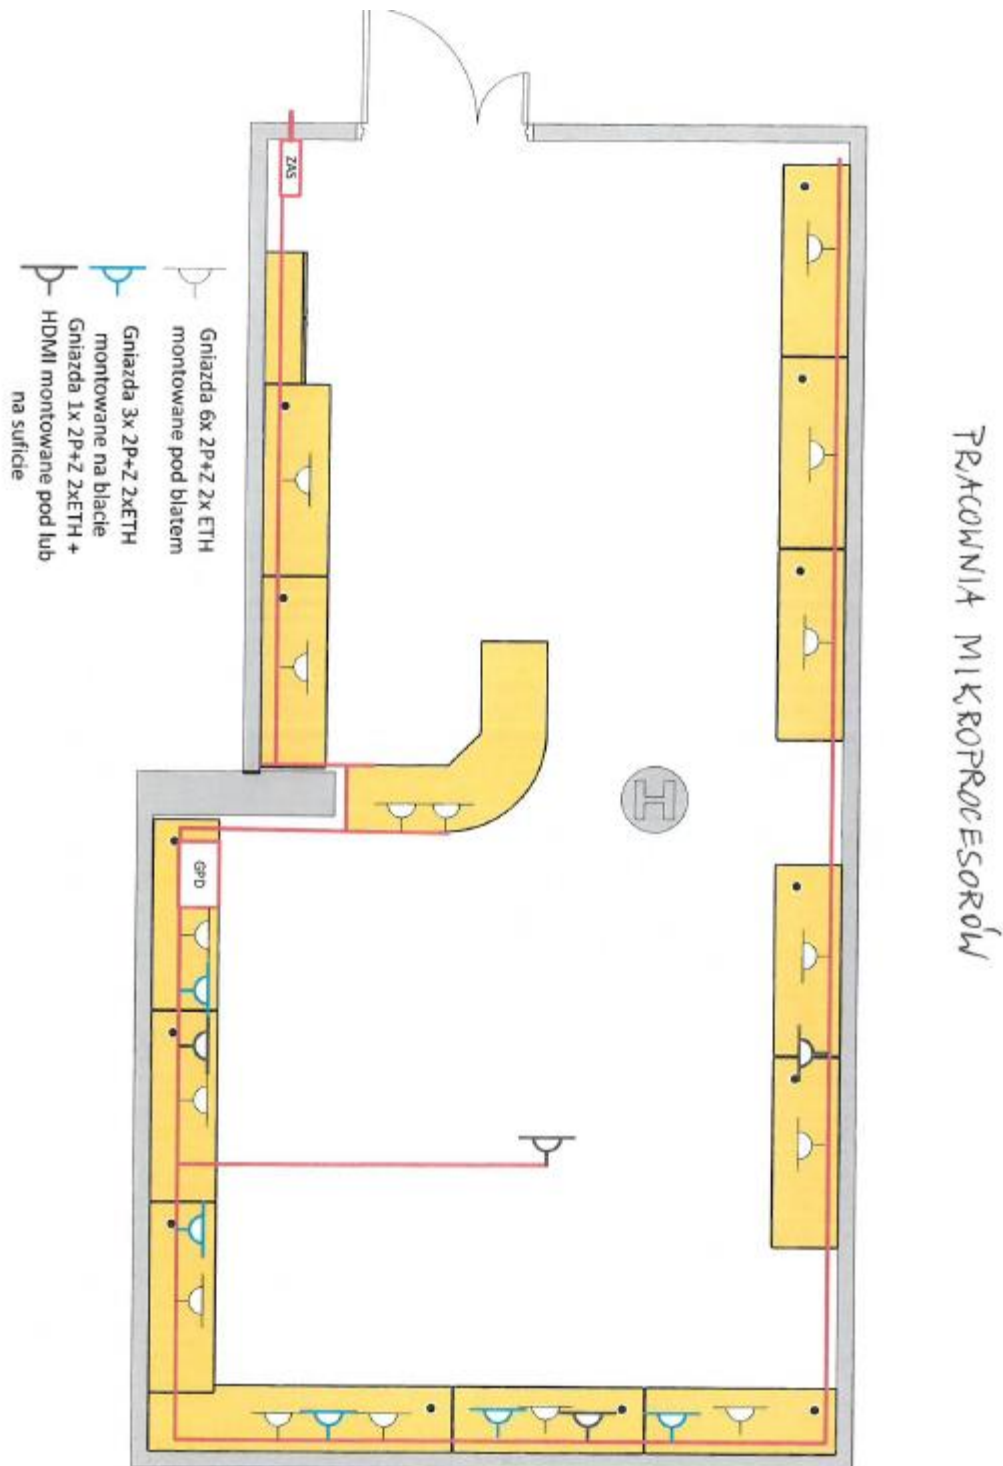 PRACOWNIA MIKROPROCESORÓW
ZAS
H
GPD
Gniazda 6x 2P+Z 2x ETH
montowane pod blatem
Gniazda 3x 2P+Z 2xETH
montowane na blacie
Gniazda 1x 2P+Z 2xETH +
HDMI montowane pod lub
na suficie